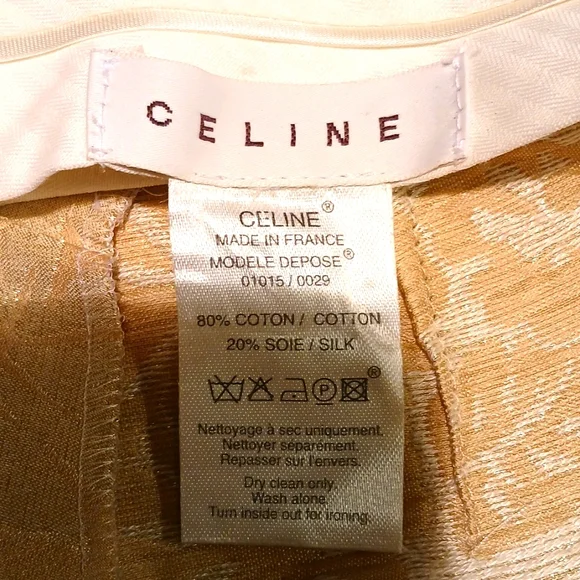 CELINE
CELINE®
MADE IN FRANCE
MODELE DEPOSE®
01015 / 0029
80% COTON / COTTON
20% SOIE / SILK
P ®
Nettoyage à sec uniquement.
Nettoyer séparément.
Repasser sur l'envers.
Dry clean only.
Wash alone.
Turn inside out for ironing.